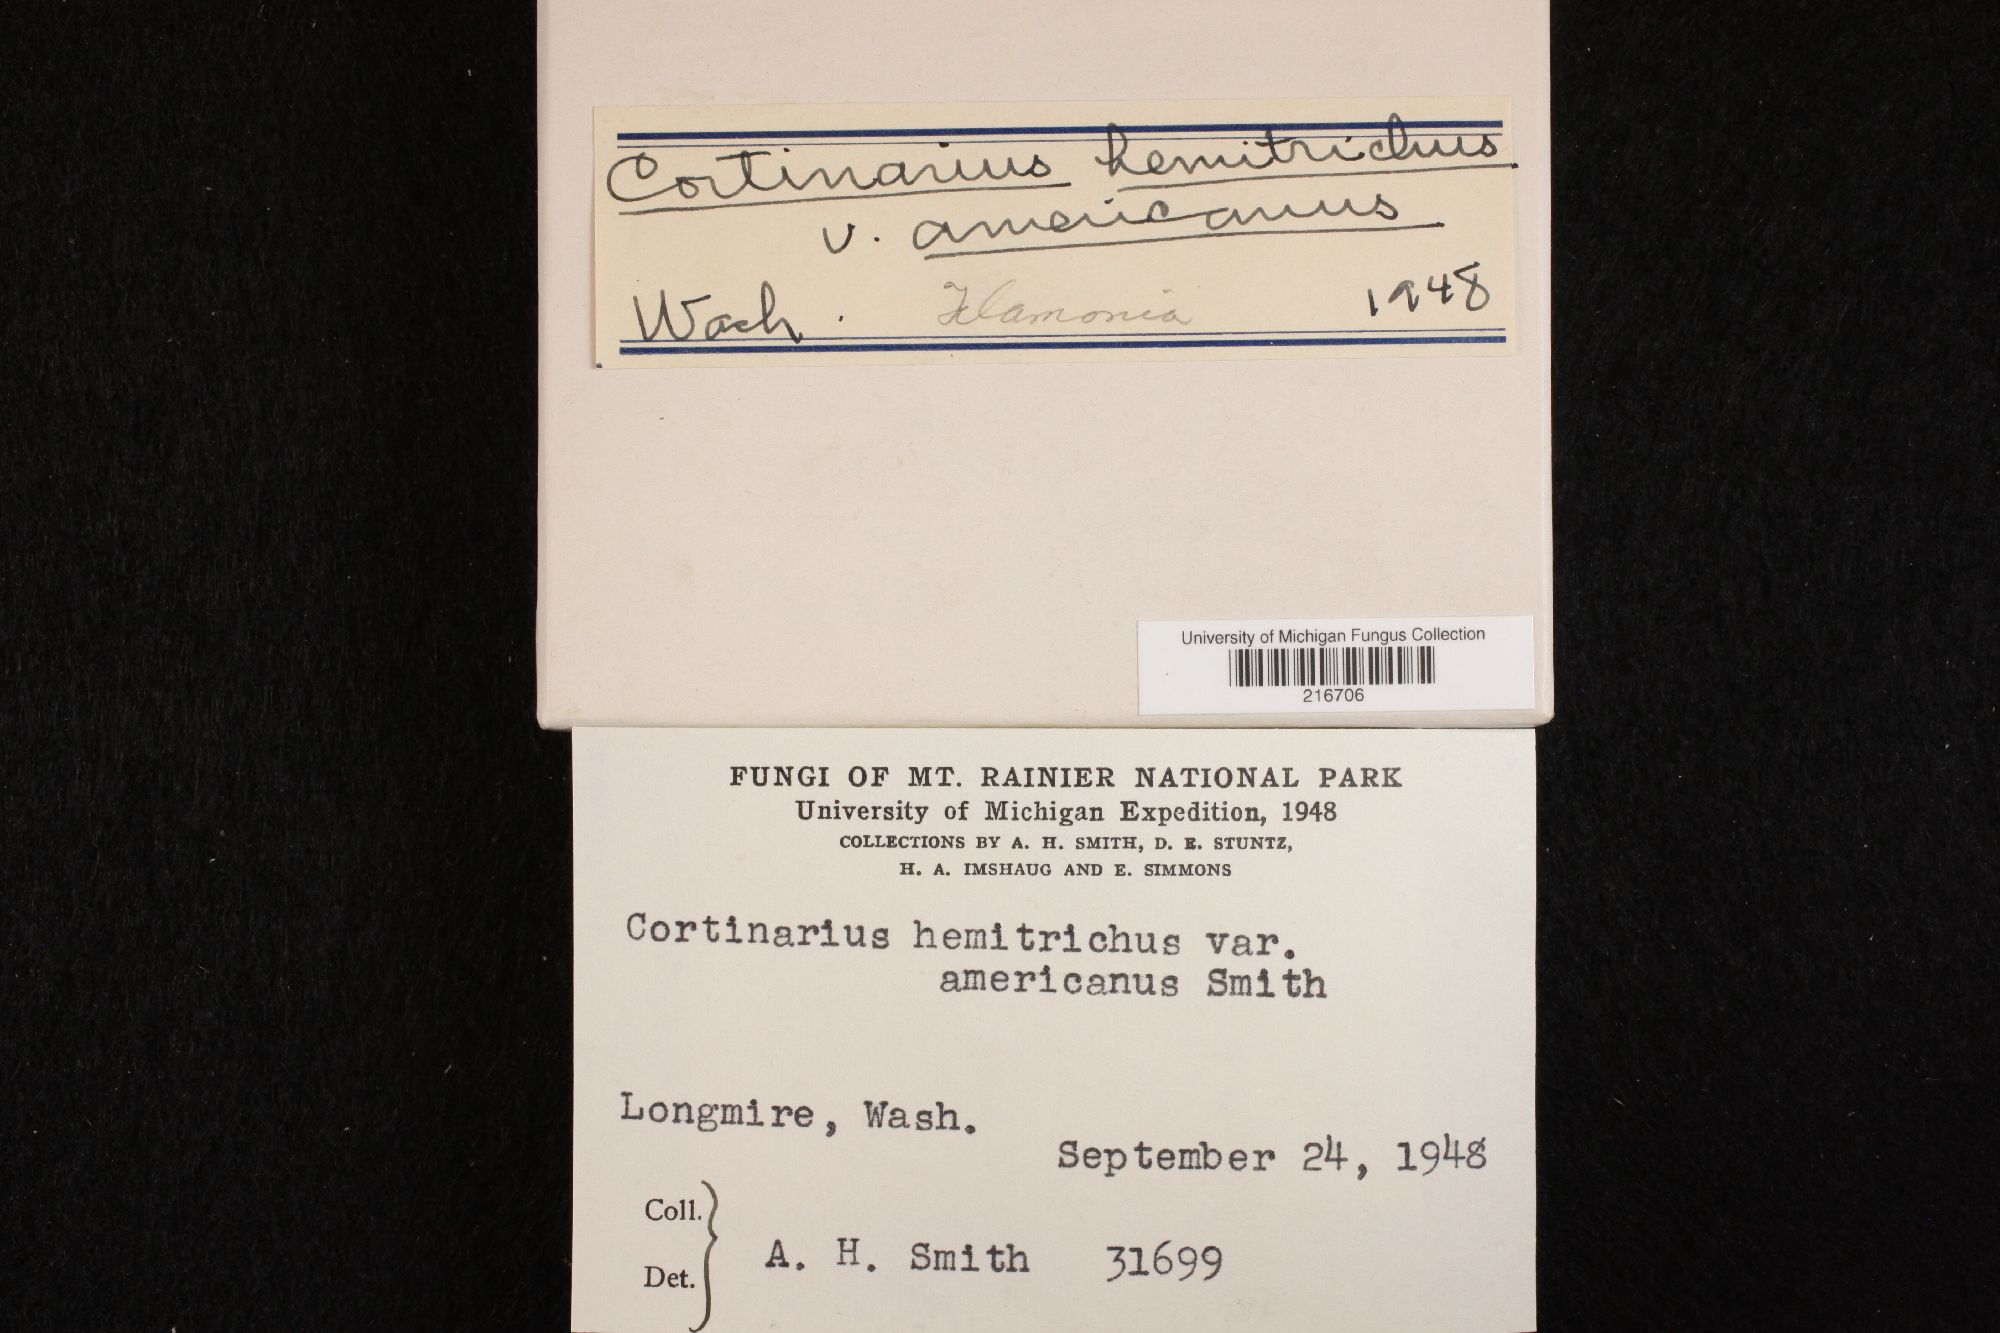 Cortinarius hemitrichus
v. americanus
Wash. Telamonia 1948
University of Michigan Fungus Collection
216706
FUNGI OF MT. RAINIER NATIONAL PARK
University of Michigan Expedition, 1948
COLLECTIONS BY A. H. SMITH, D. E. STUNTZ,
H. A. IMSHAUG AND E. SIMMONS
Cortinarius hemitrichus var.
americanus Smith
Longmire, Wash.
September 24, 1948
Coll.
A. H. Smith 31699
Det.